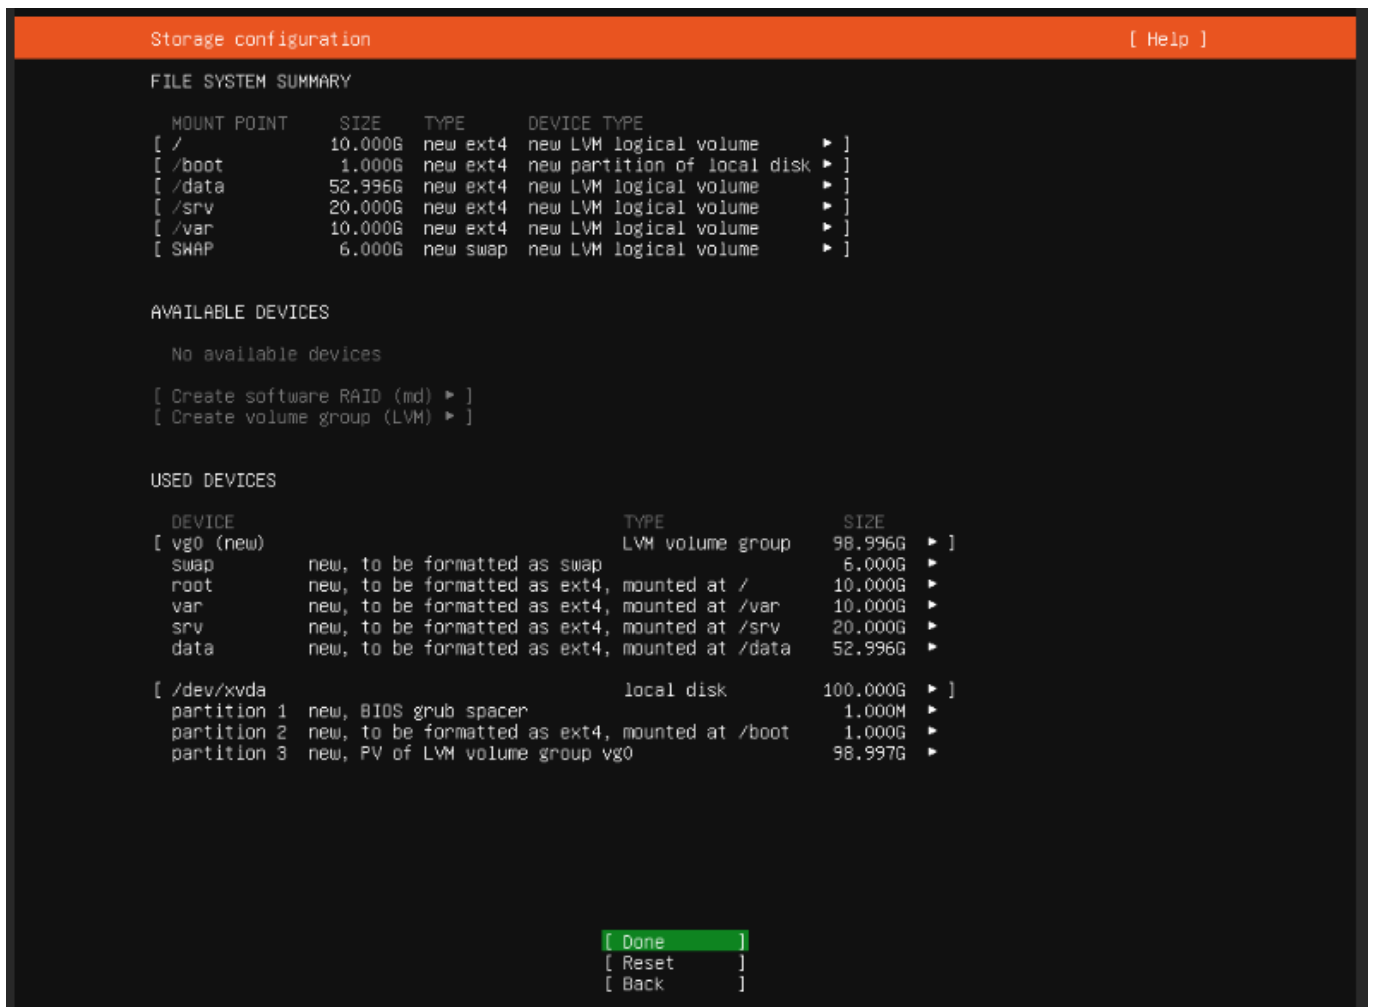 Storage configuration [ Help ]
FILE SYSTEM SUMMARY
MOUNT POINT SIZE TYPE DEVICE TYPE
[ / 10.000G new ext4 new LVM logical volume ▸ ]
[ /boot 1.000G new ext4 new partition of local disk ▸ ]
[ /data 52.996G new ext4 new LVM logical volume ▸ ]
[ /srv 20.000G new ext4 new LVM logical volume ▸ ]
[ /var 10.000G new ext4 new LVM logical volume ▸ ]
[ SWAP 6.000G new swap new LVM logical volume ▸ ]
AVAILABLE DEVICES
No available devices
[ Create software RAID (md) ▸ ]
[ Create volume group (LVM) ▸ ]
USED DEVICES
DEVICE TYPE SIZE
[ vg0 (new) LVM volume group 98.996G ▸ ]
swap new, to be formatted as swap 6.000G ▸
root new, to be formatted as ext4, mounted at / 10.000G ▸
var new, to be formatted as ext4, mounted at /var 10.000G ▸
srv new, to be formatted as ext4, mounted at /srv 20.000G ▸
data new, to be formatted as ext4, mounted at /data 52.996G ▸
[ /dev/xvda local disk 100.000G ▸ ]
partition 1 new, BIOS grub spacer 1.000M ▸
partition 2 new, to be formatted as ext4, mounted at /boot 1.000G ▸
partition 3 new, PV of LVM volume group vg0 98.997G ▸
[ Done ]
[ Reset ]
[ Back ]